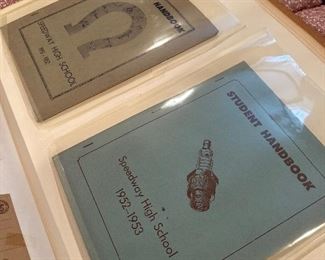 HANDBOOK
SPEEDWAY HIGH SCHOOL
STUDENT HANDBOOK
Speedway High School
1952-1953